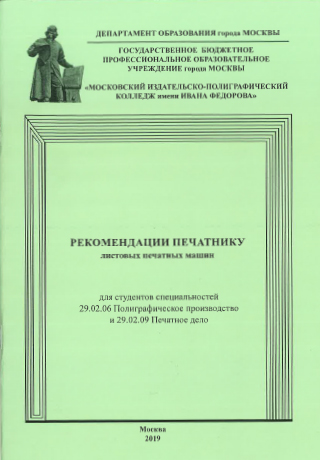 ДЕПАРТАМЕНТ ОБРАЗОВАНИЯ города МОСКВЫ
ГОСУДАРСТВЕННОЕ БЮДЖЕТНОЕ
ПРОФЕССИОНАЛЬНОЕ ОБРАЗОВАТЕЛЬНОЕ
УЧРЕЖДЕНИЕ города МОСКВЫ
«МОСКОВСКИЙ ИЗДАТЕЛЬСКО-ПОЛИГРАФИЧЕСКИЙ
КОЛЛЕДЖ имени ИВАНА ФЕДОРОВА»
РЕКОМЕНДАЦИИ ПЕЧАТНИКУ
листовых печатных машин
для студентов специальностей
29.02.06 Полиграфическое производство
и 29.02.09 Печатное дело
Москва
2019